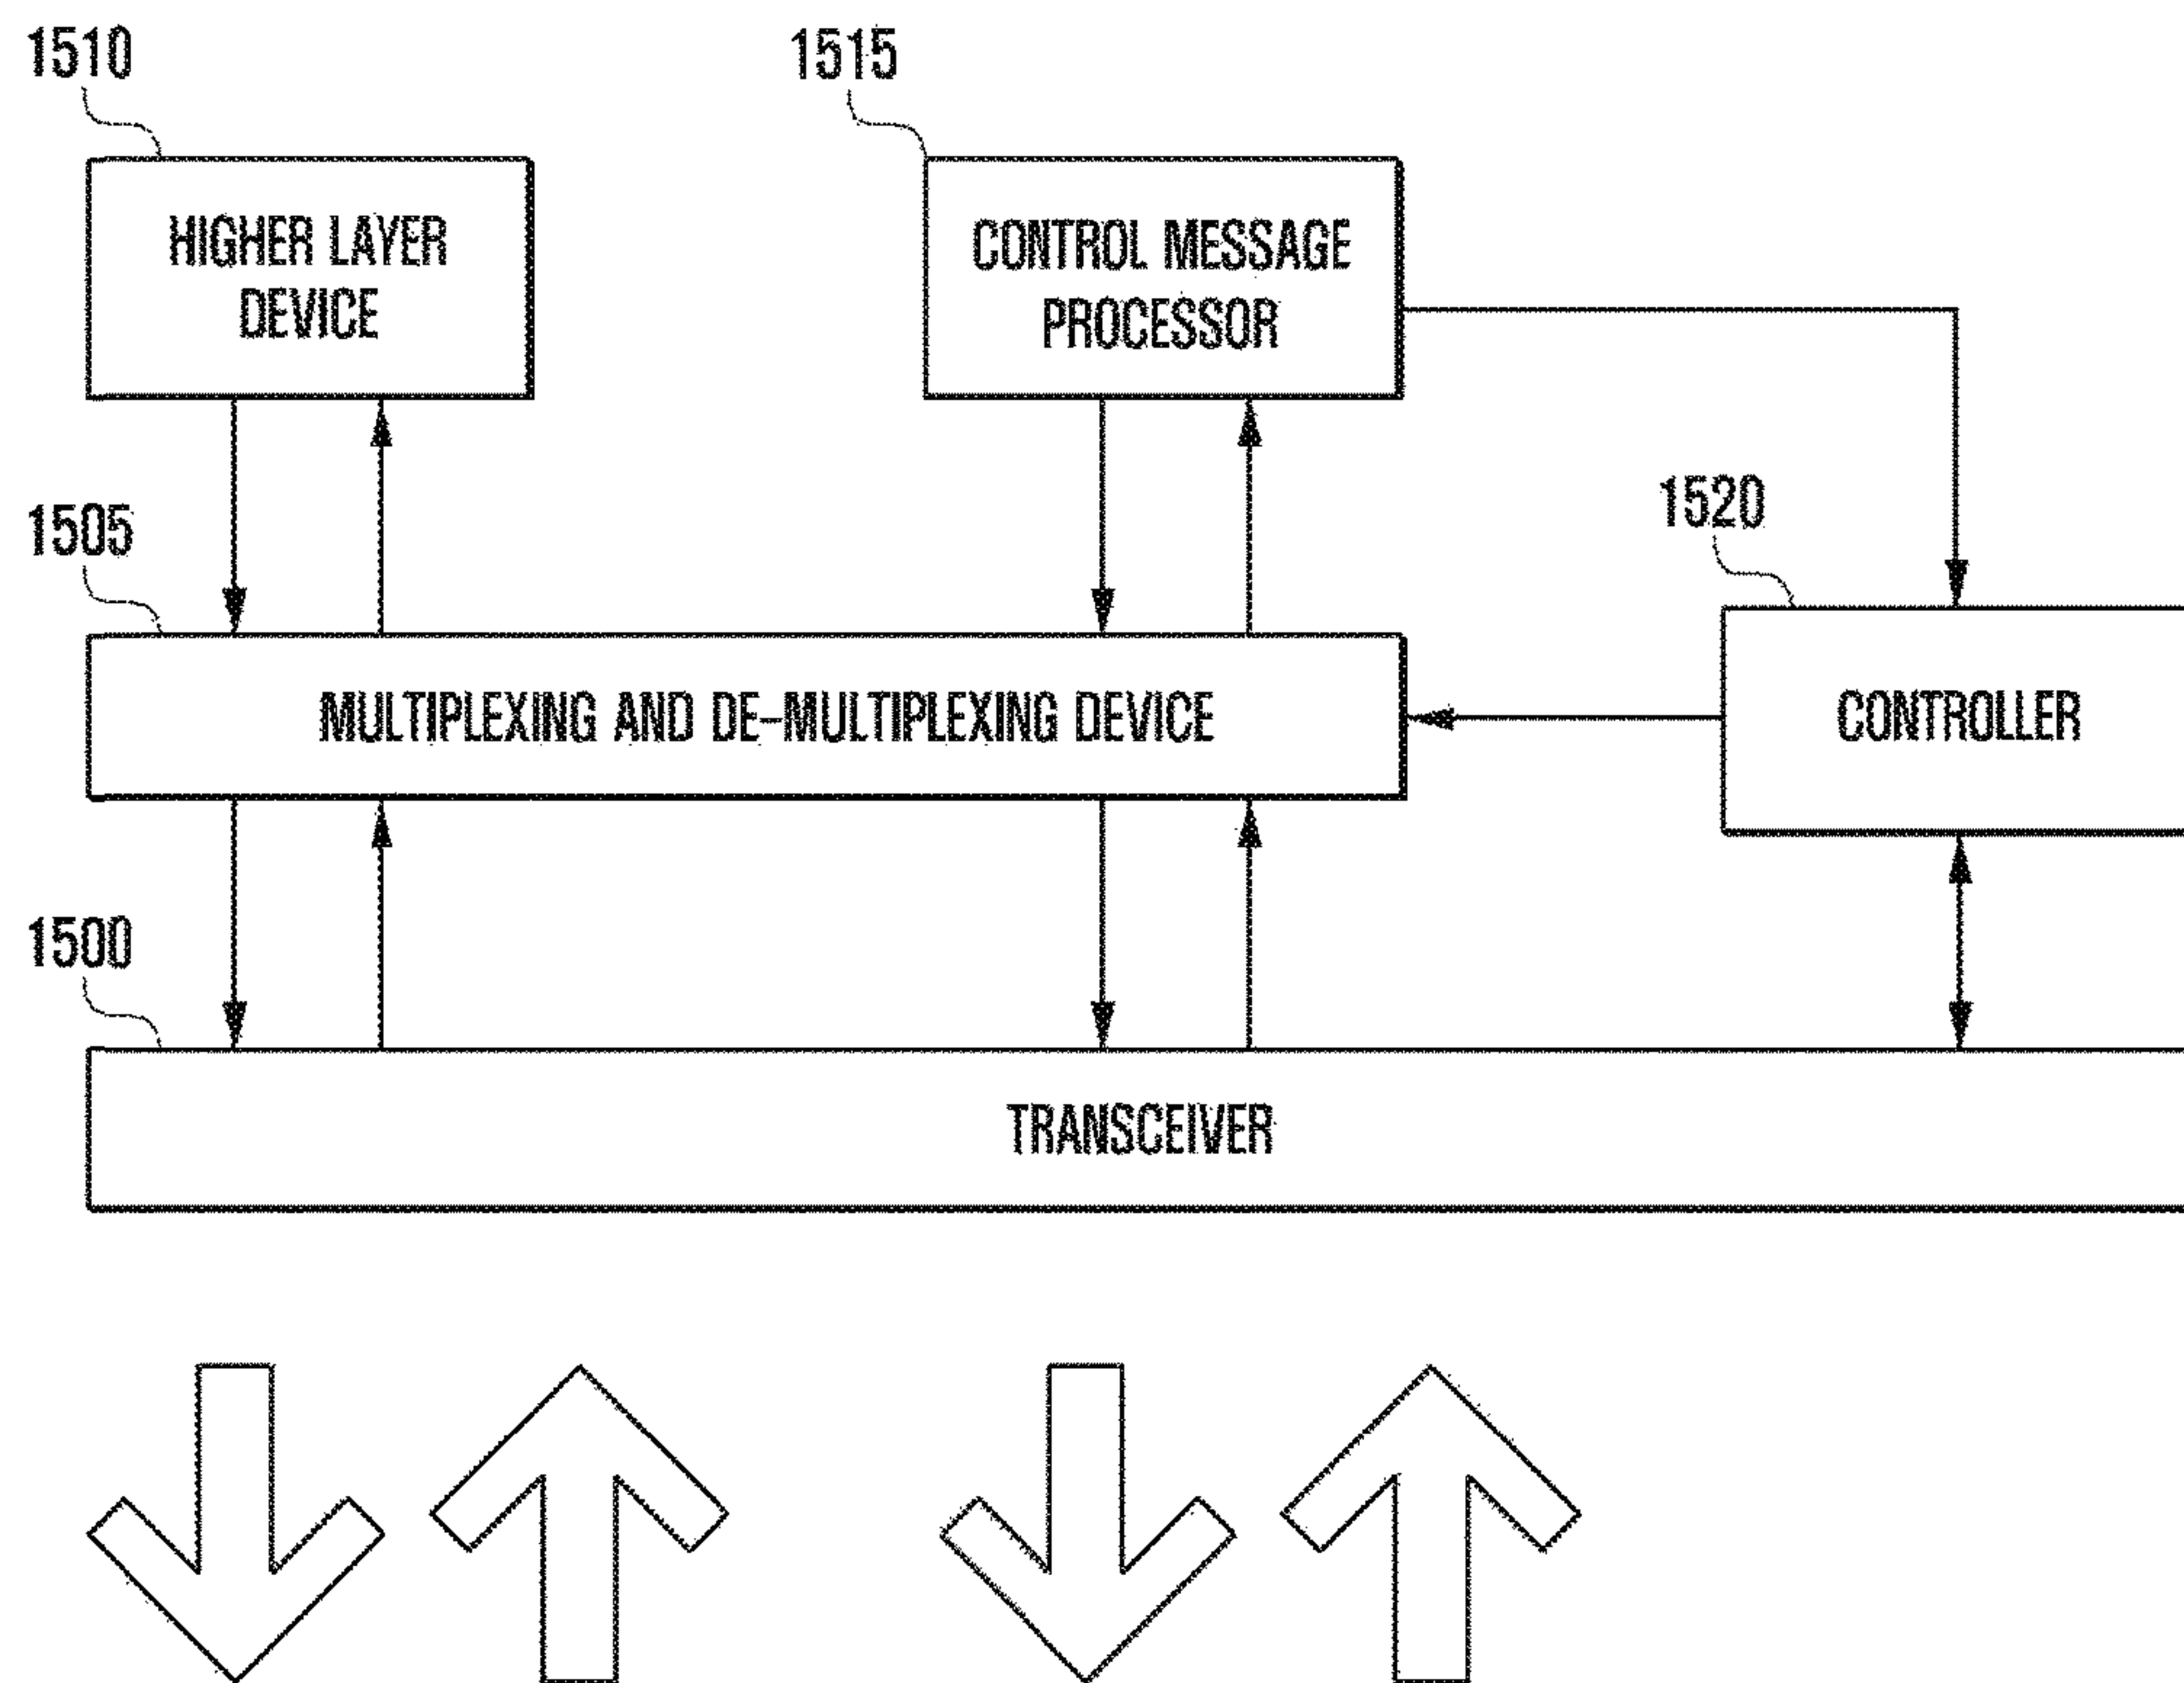 1510
1515
HIGHER LAYER
DEVICE
CONTROL MESSAGE
PROCESSOR
1520
1505
MULTIPLEXING AND DE-MULTIPLEXING DEVICE
CONTROLLER
1500
TRANSCEIVER